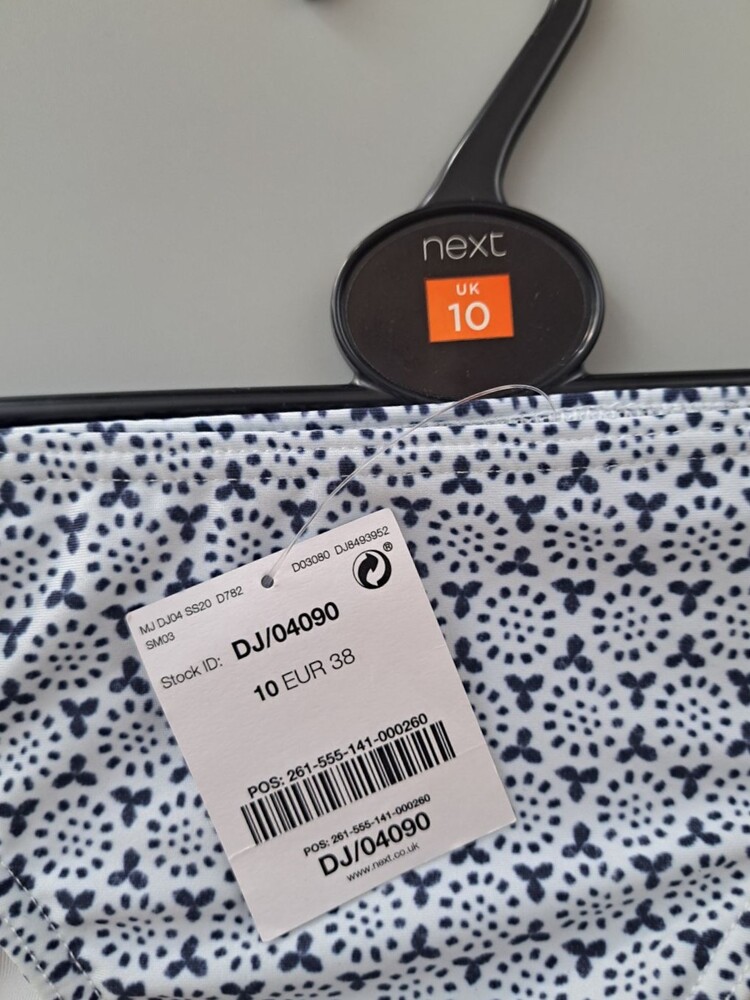 next
UK
10
MJ DJ04 SS20 D782
D03080 DJ8493952
SM03
®
Stock ID: DJ/04090
10 EUR 38
POS: 261-555-141-000260
POS: 261-555-141-000260
DJ/04090
www.next.co.uk